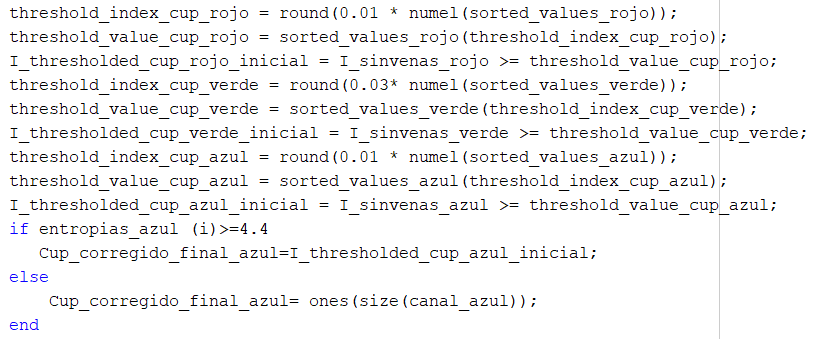 threshold_index_cup_rojo = round(0.01 * numel(sorted_values_rojo));
threshold_value_cup_rojo = sorted_values_rojo(threshold_index_cup_rojo);
I_thresholded_cup_rojo_inicial = I_sinvenas_rojo >= threshold_value_cup_rojo;
threshold_index_cup_verde = round(0.03* numel(sorted_values_verde));
threshold_value_cup_verde = sorted_values_verde(threshold_index_cup_verde);
I_thresholded_cup_verde_inicial = I_sinvenas_verde >= threshold_value_cup_verde;
threshold_index_cup_azul = round(0.01 * numel(sorted_values_azul));
threshold_value_cup_azul = sorted_values_azul(threshold_index_cup_azul);
I_thresholded_cup_azul_inicial = I_sinvenas_azul >= threshold_value_cup_azul;
if entropias_azul (i)>=4.4
   Cup_corregido_final_azul=I_thresholded_cup_azul_inicial;
else
    Cup_corregido_final_azul= ones(size(canal_azul));
end